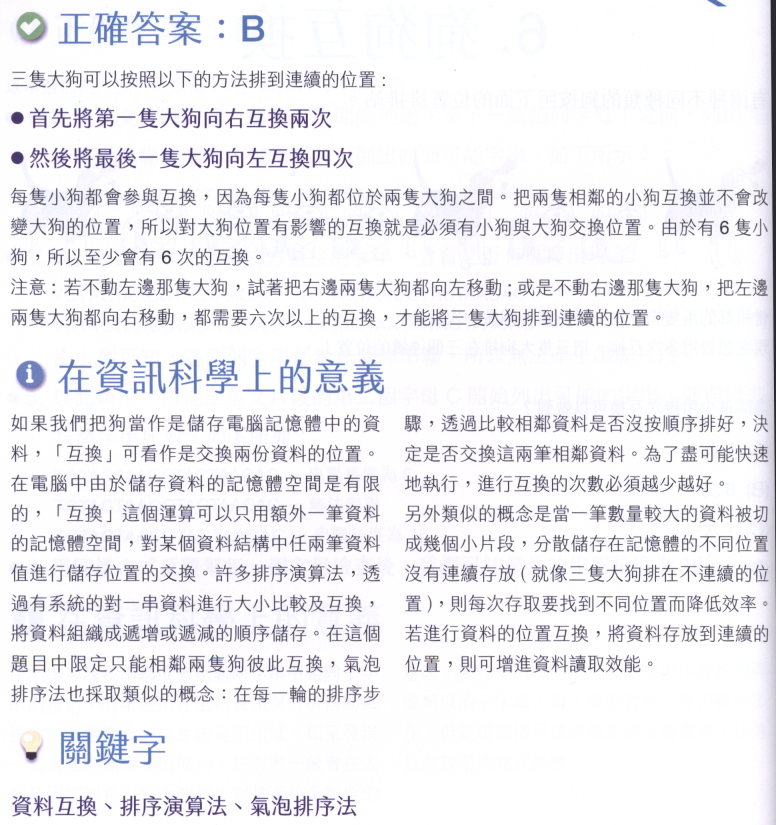 正確答案：B
三隻大狗可以按照以下的方法排到連續的位置：
● 首先將第一隻大狗向右互換兩次
● 然後將最後一隻大狗向左互換四次
每隻小狗都會參與互換，因為每隻小狗都位於兩隻大狗之間。把兩隻相鄰的小狗互換並不會改
變大狗的位置，所以對大狗位置有影響的互換就是必須有小狗與大狗交換位置。由於有 6 隻小
狗，所以至少會有 6 次的互換。
注意：若不動左邊那隻大狗，試著把右邊兩隻大狗都向左移動；或是不動右邊那隻大狗，把左邊
兩隻大狗都向右移動，都需要六次以上的互換，才能將三隻大狗排到連續的位置。
在資訊科學上的意義
如果我們把狗當作是儲存電腦記憶體中的資
料，「互換」可看作是交換兩份資料的位置。
在電腦中由於儲存資料的記憶體空間是有限
的，「互換」這個運算可以只用額外一筆資料
的記憶體空間，對某個資料結構中任兩筆資料
值進行儲存位置的交換。許多排序演算法，透
過有系統的對一串資料進行大小比較及互換，
將資料組織成遞增或遞減的順序儲存。在這個
題目中限定只能相鄰兩隻狗彼此互換，氣泡
排序法也採取類似的概念：在每一輪的排序步
驟，透過比較相鄰資料是否沒按順序排好，決
定是否交換這兩筆相鄰資料。為了盡可能快速
地執行，進行互換的次數必須越少越好。
另外類似的概念是當一筆數量較大的資料被切
成幾個小片段，分散儲存在記憶體的不同位置
沒有連續存放（就像三隻大狗排在不連續的位
置），則每次存取要找到不同位置而降低效率。
若進行資料的位置互換，將資料存放到連續的
位置，則可增進資料讀取效能。
關鍵字
資料互換、排序演算法、氣泡排序法